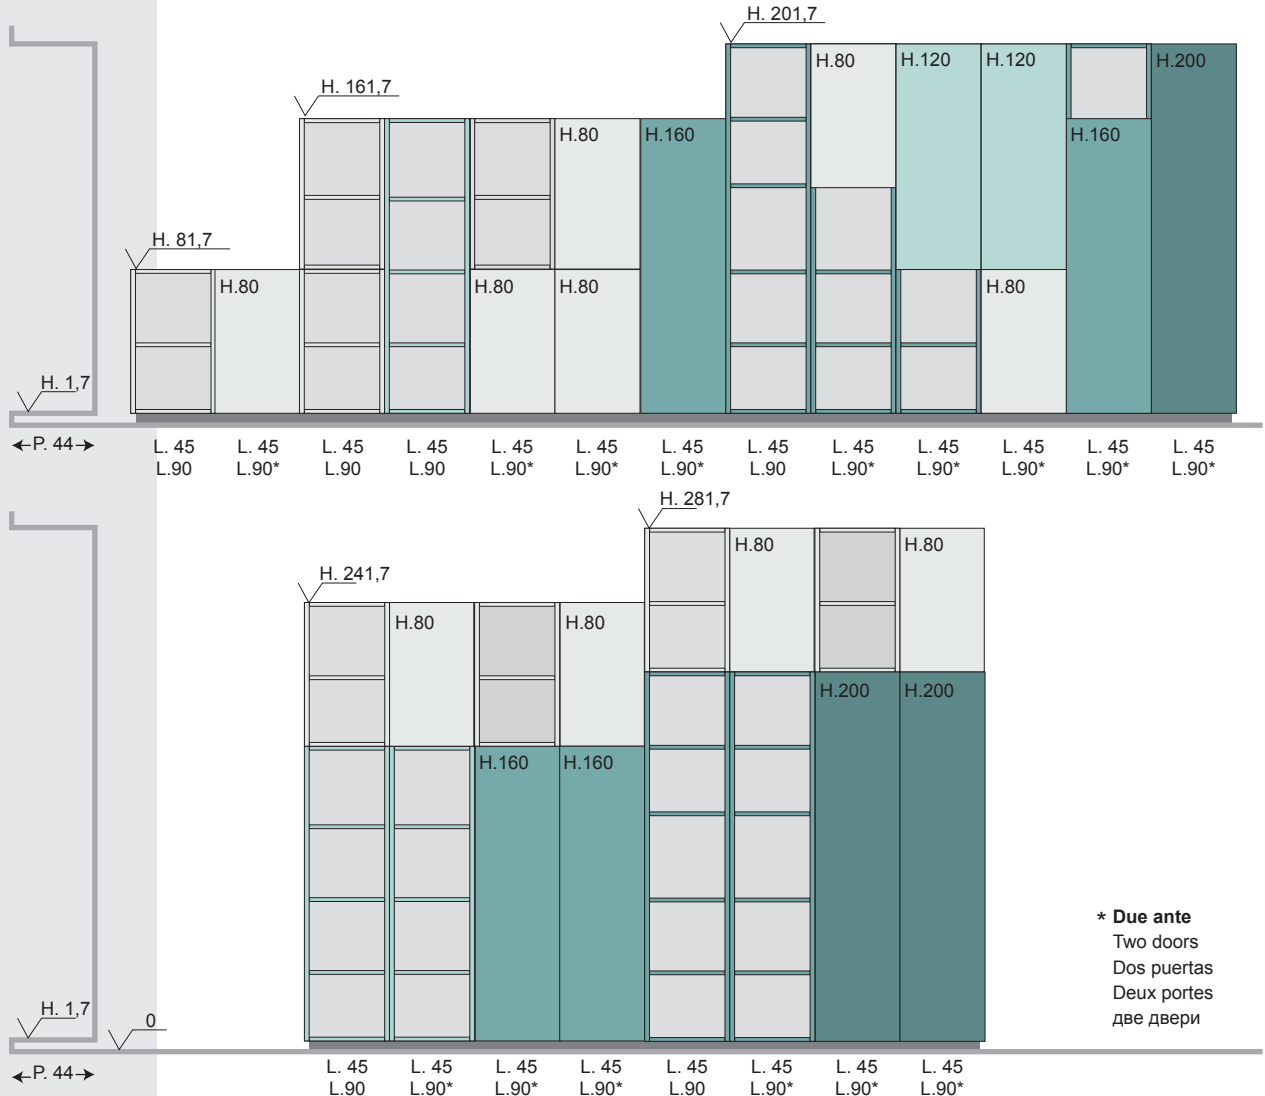 H. 201,7
H.80
H.120
H.120
H.200
H. 161,7
H.80
H.160
H.160
H. 81,7
H.80
H.80
H.80
H.80
H. 1,7
P. 44
L. 45
L.90
L. 45
L.90*
L. 45
L.90
L. 45
L.90
L. 45
L.90*
L. 45
L.90*
L. 45
L.90*
L. 45
L.90
L. 45
L.90*
L. 45
L.90*
L. 45
L.90*
L. 45
L.90*
L. 45
L.90*
H. 281,7
H.80
H.80
H. 241,7
H.80
H.80
H.200
H.200
H.160
H.160
* Due ante
Two doors
Dos puertas
Deux portes
две двери
H. 1,7
0
P. 44
L. 45
L.90
L. 45
L.90*
L. 45
L.90*
L. 45
L.90*
L. 45
L.90
L. 45
L.90*
L. 45
L.90*
L. 45
L.90*